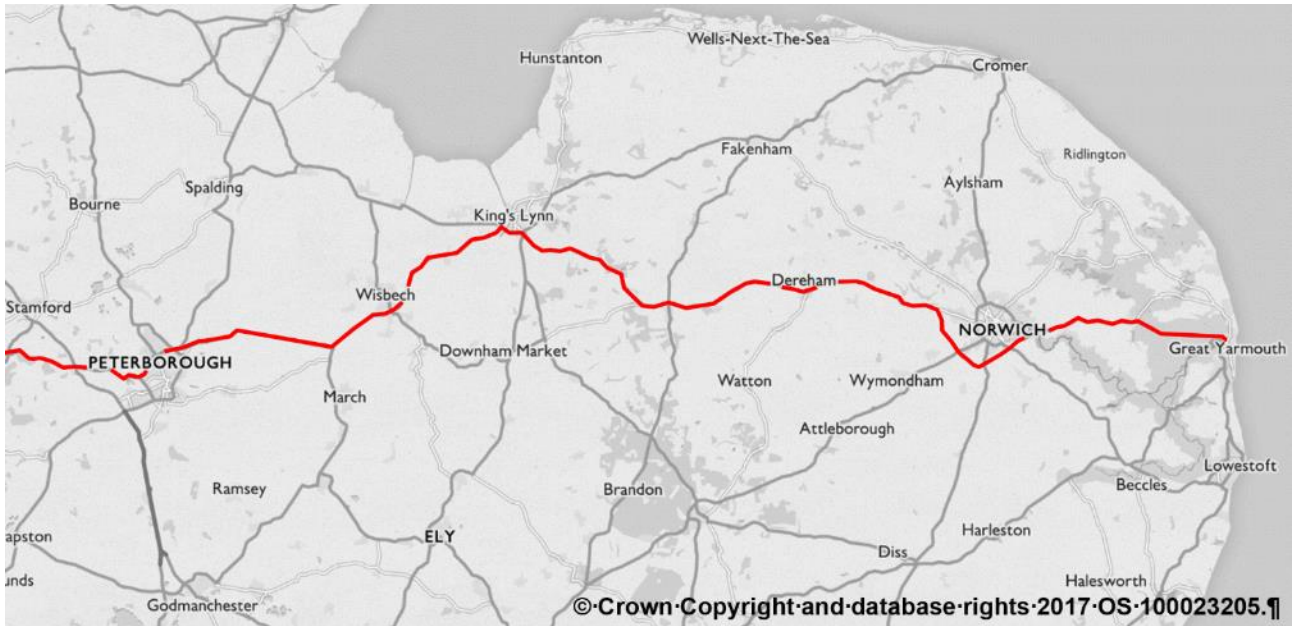 Wells-Next-The-Sea
Hunstanton
Cromer
Fakenham
Ridlington
Spalding
Aylsham
Bourne
King's Lynn
Dereham
Wisbech
Stamford
NORWICH
Great Yarmouth
Downham Market
PETERBOROUGH
Watton
Wymondham
March
Attleborough
Lowestoft
Ramsey
Brandon
Beccles
Harleston
apston
ELY
Diss
unds
Halesworth
Godmanchester
©·Crown·Copyright·and·database·rights·2017·OS·100023205.¶